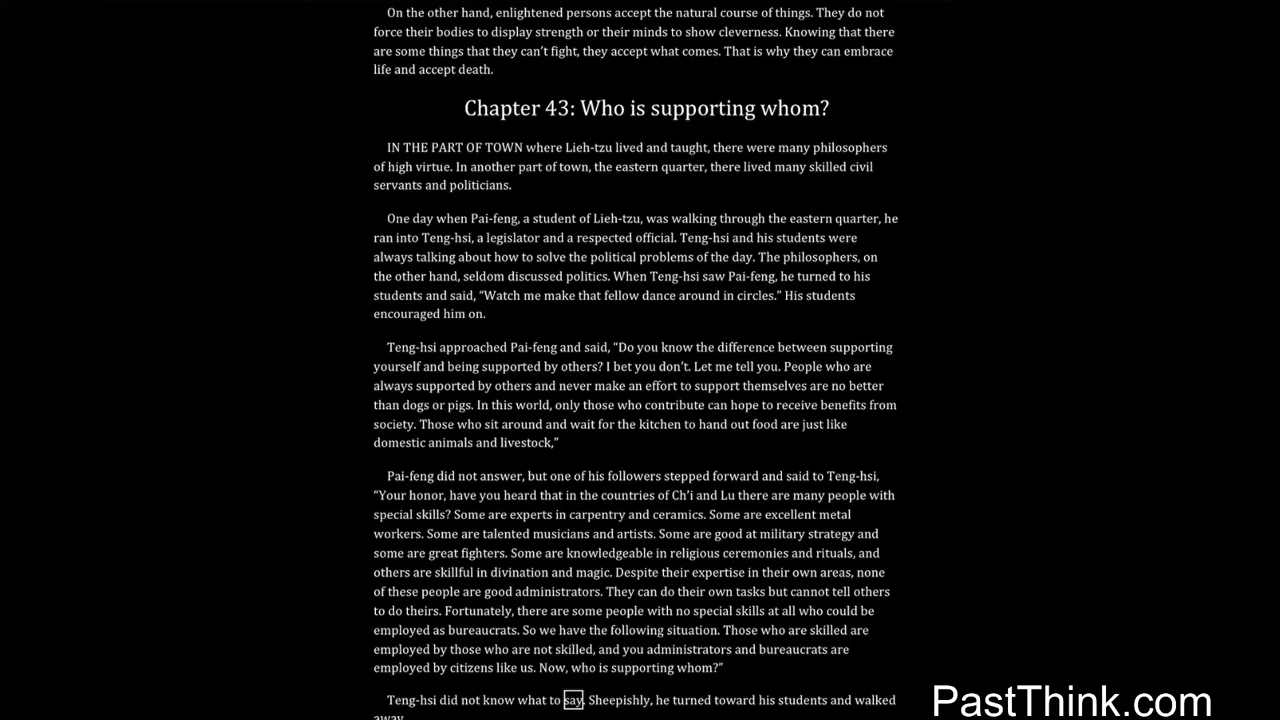 On the other hand, enlightened persons accept the natural course of things. They do not
force their bodies to display strength or their minds to show cleverness. Knowing that there
are some things that they can’t fight, they accept what comes. That is why they can embrace
life and accept death.
Chapter 43: Who is supporting whom?
IN THE PART OF TOWN where Lieh-tzu lived and taught, there were many philosophers
of high virtue. In another part of town, the eastern quarter, there lived many skilled civil
servants and politicians.
One day when Pai-feng, a student of Lieh-tzu, was walking through the eastern quarter, he
ran into Teng-hsi, a legislator and a respected official. Teng-hsi and his students were
always talking about how to solve the political problems of the day. The philosophers, on
the other hand, seldom discussed politics. When Teng-hsi saw Pai-feng, he turned to his
students and said, “Watch me make that fellow dance around in circles.” His students
encouraged him on.
Teng-hsi approached Pai-feng and said, “Do you know the difference between supporting
yourself and being supported by others? I bet you don’t. Let me tell you. People who are
always supported by others and never make an effort to support themselves are no better
than dogs or pigs. In this world, only those who contribute can hope to receive benefits from
society. Those who sit around and wait for the kitchen to hand out food are just like
domestic animals and livestock,”
Pai-feng did not answer, but one of his followers stepped forward and said to Teng-hsi,
“Your honor, have you heard that in the countries of Ch’i and Lu there are many people with
special skills? Some are experts in carpentry and ceramics. Some are excellent metal
workers. Some are talented musicians and artists. Some are good at military strategy and
some are great fighters. Some are knowledgeable in religious ceremonies and rituals, and
others are skillful in divination and magic. Despite their expertise in their own areas, none
of these people are good administrators. They can do their own tasks but cannot tell others
to do theirs. Fortunately, there are some people with no special skills at all who could be
employed as bureaucrats. So we have the following situation. Those who are skilled are
employed by those who are not skilled, and you administrators and bureaucrats are
employed by citizens like us. Now, who is supporting whom?”
Teng-hsi did not know what to say. Sheepishly, he turned toward his students and walked
away.
PastThink.com